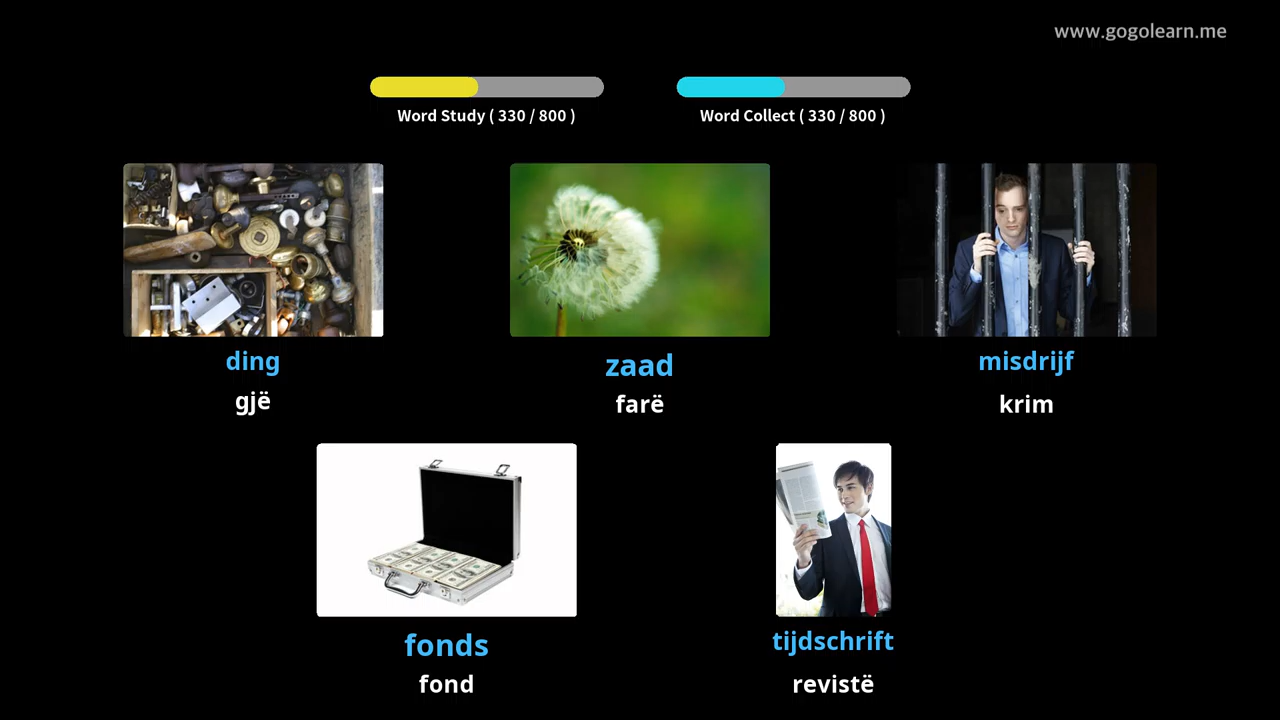 www.gogolearn.me
Word Study ( 330 / 800 )
Word Collect ( 330 / 800 )
ding
gjë
zaad
farë
misdrijf
krim
fonds
fond
tijdschrift
revistë